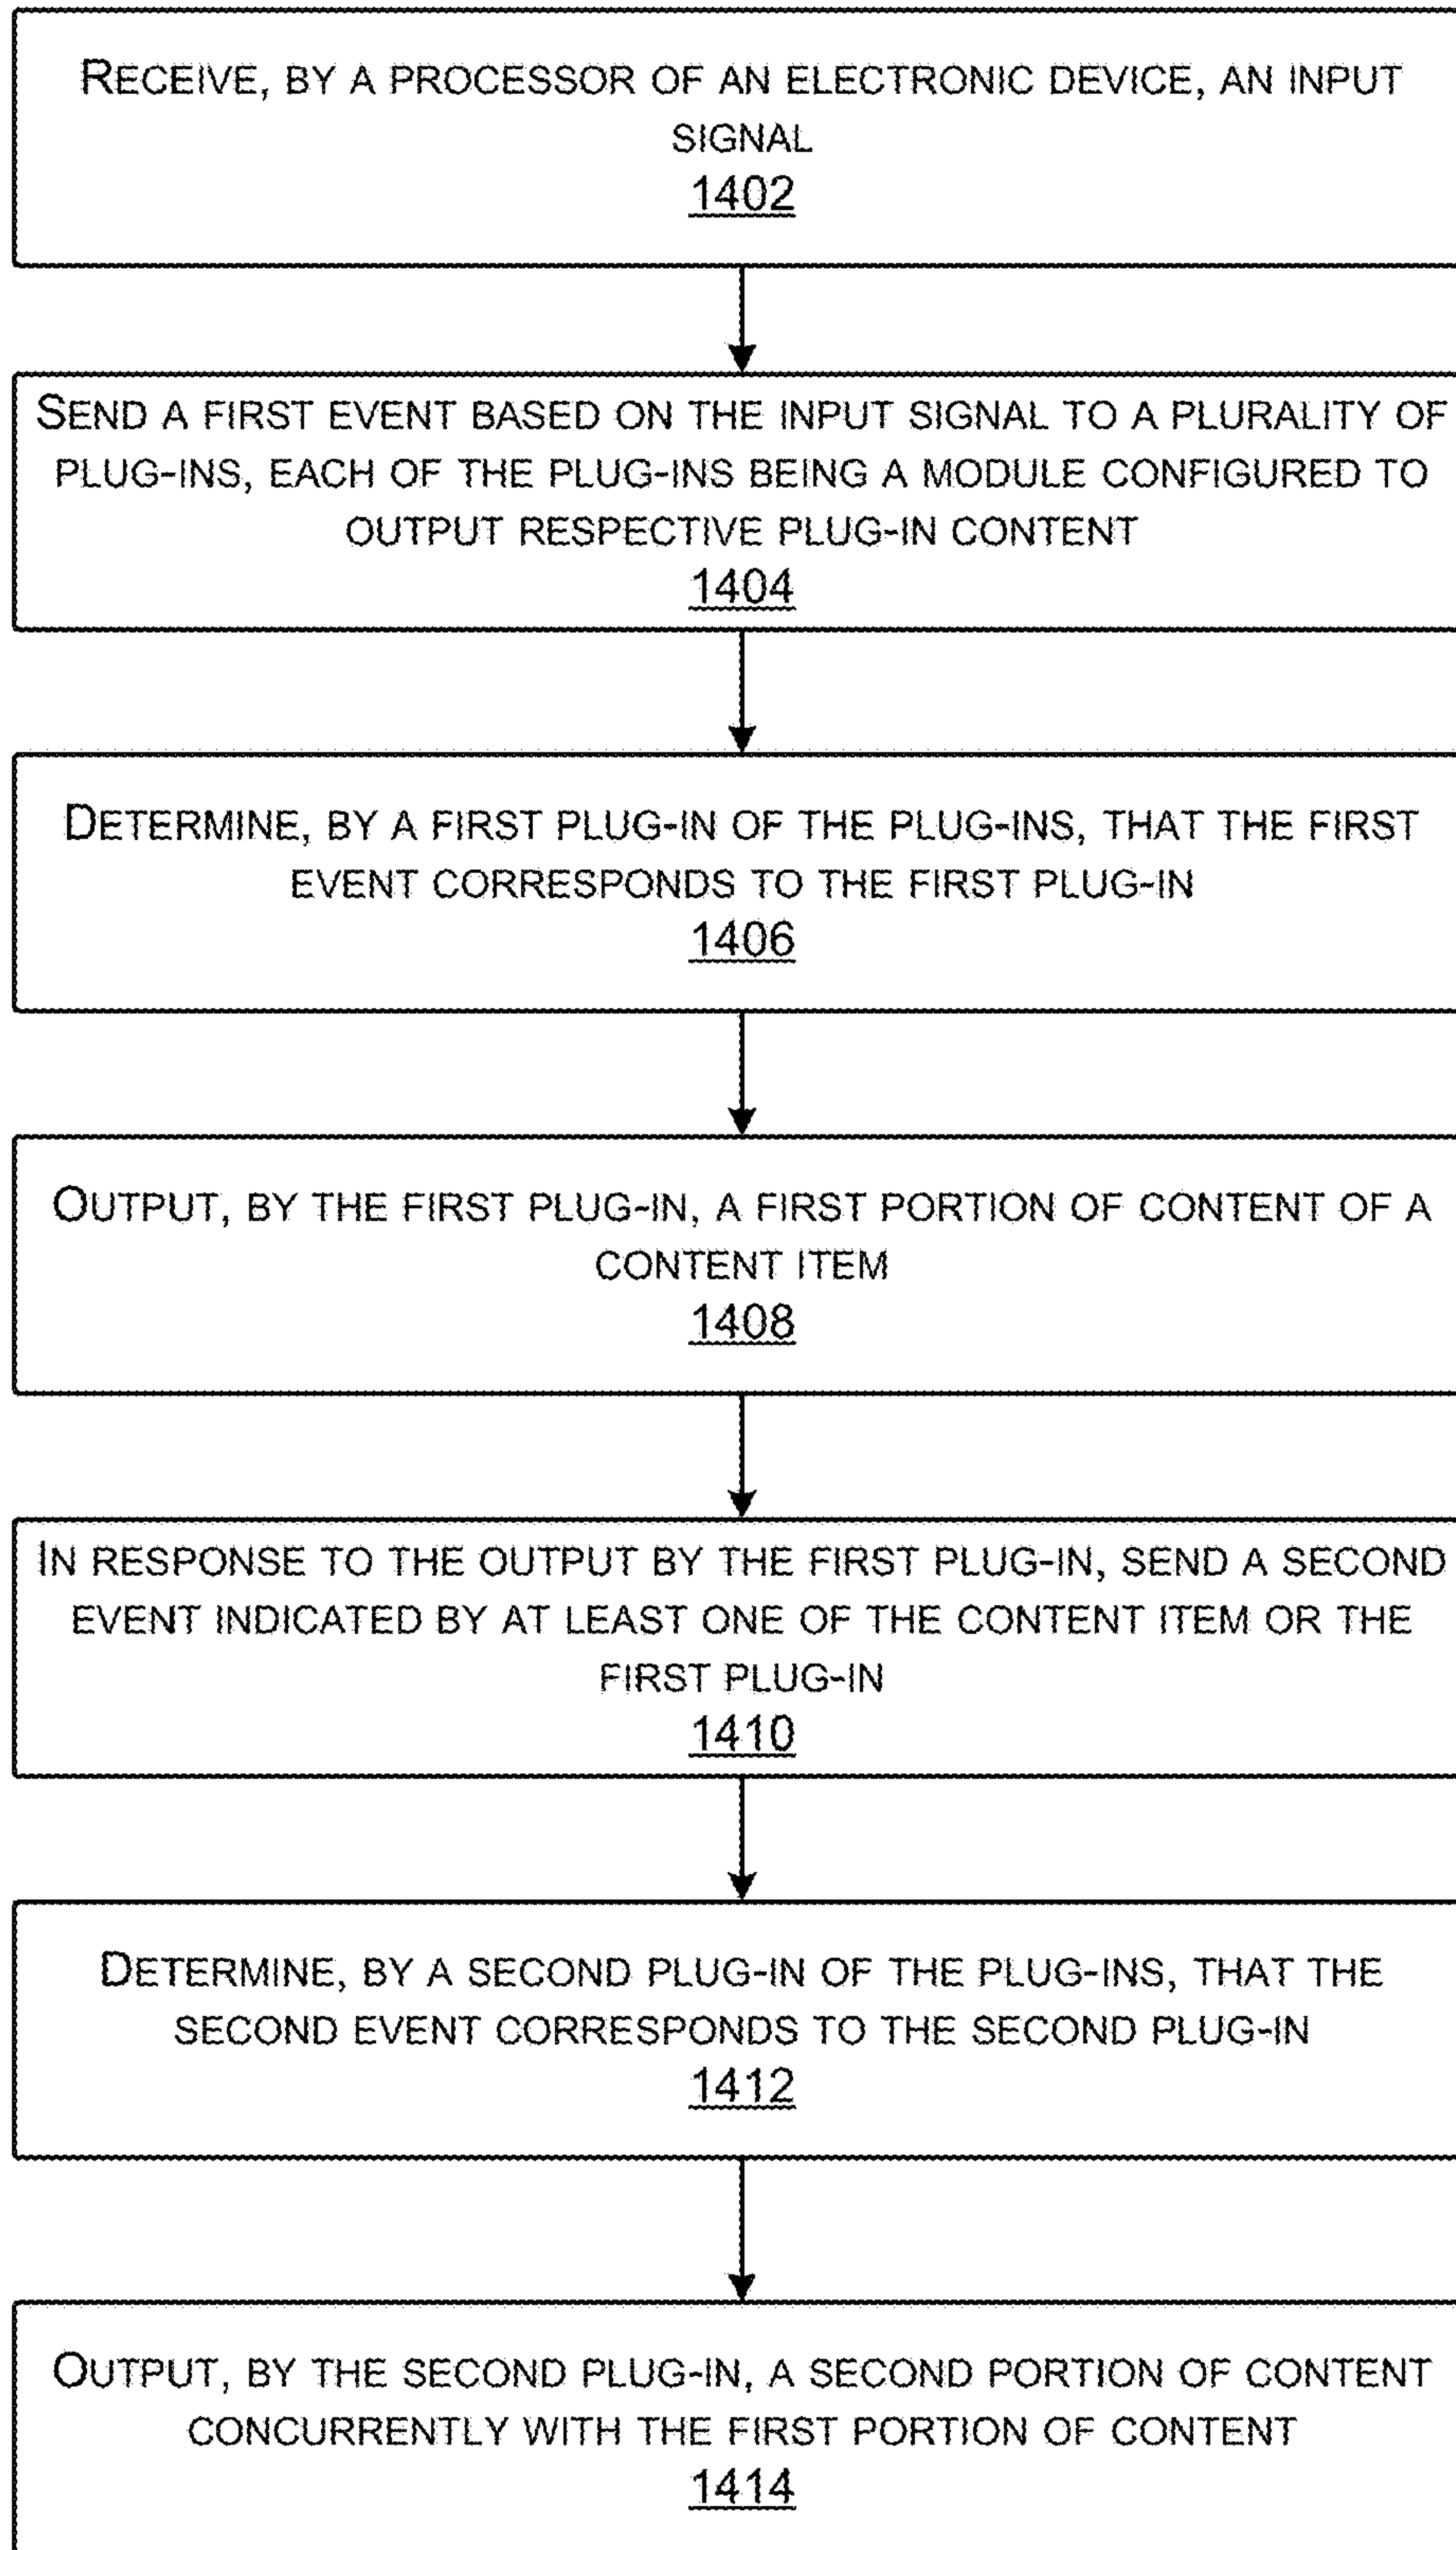 RECEIVE, BY A PROCESSOR OF AN ELECTRONIC DEVICE, AN INPUT
SIGNAL
1402
SEND A FIRST EVENT BASED ON THE INPUT SIGNAL TO A PLURALITY OF
PLUG-INS, EACH OF THE PLUG-INS BEING A MODULE CONFIGURED TO
OUTPUT RESPECTIVE PLUG-IN CONTENT
1404
DETERMINE, BY A FIRST PLUG-IN OF THE PLUG-INS, THAT THE FIRST
EVENT CORRESPONDS TO THE FIRST PLUG-IN
1406
OUTPUT, BY THE FIRST PLUG-IN, A FIRST PORTION OF CONTENT OF A
CONTENT ITEM
1408
IN RESPONSE TO THE OUTPUT BY THE FIRST PLUG-IN, SEND A SECOND
EVENT INDICATED BY AT LEAST ONE OF THE CONTENT ITEM OR THE
FIRST PLUG-IN
1410
DETERMINE, BY A SECOND PLUG-IN OF THE PLUG-INS, THAT THE
SECOND EVENT CORRESPONDS TO THE SECOND PLUG-IN
1412
OUTPUT, BY THE SECOND PLUG-IN, A SECOND PORTION OF CONTENT
CONCURRENTLY WITH THE FIRST PORTION OF CONTENT
1414